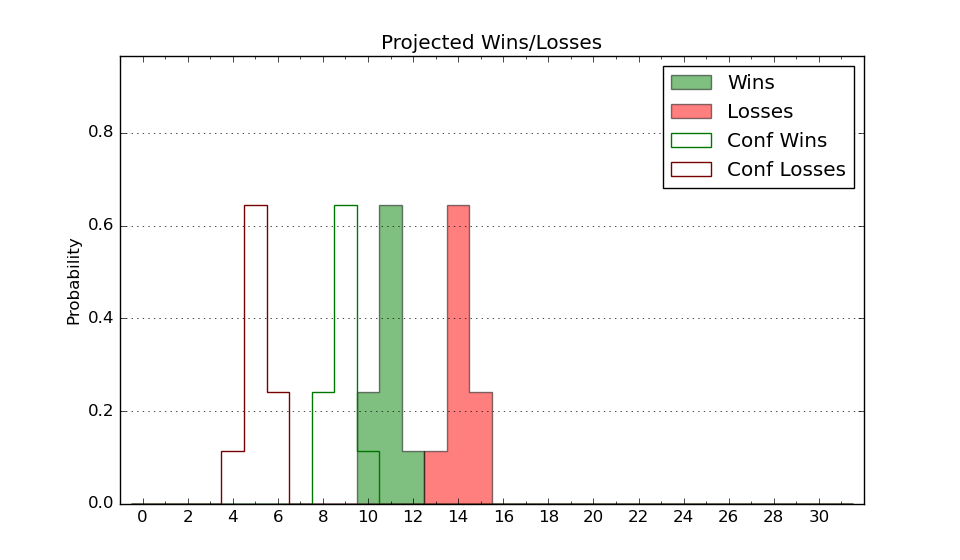 Projected Wins/Losses
Wins
Losses
Conf Wins
Conf Losses
Probability
0.8
0.6
0.4
0.2
0.0
0 2 4 6 8 10 12 14 16 18 20 22 24 26 28 30